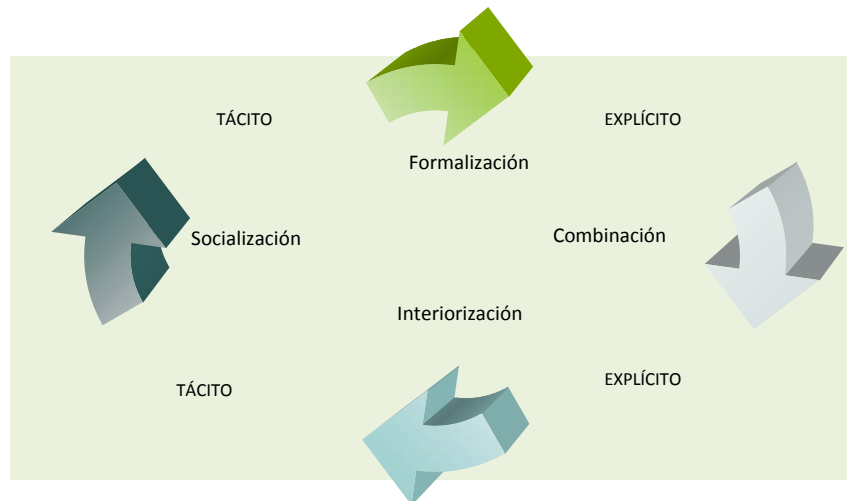 TÁCITO
EXPLÍCITO
Formalización
Socialización
Combinación
Interiorización
TÁCITO
EXPLÍCITO